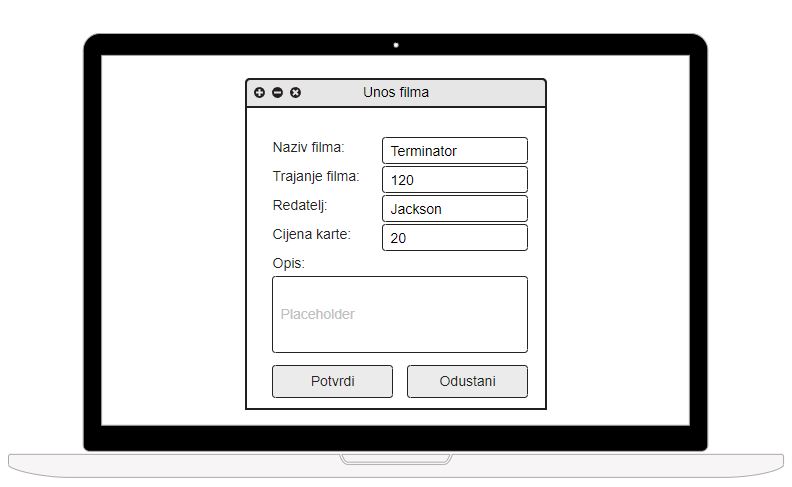 Unos filma
Naziv filma: Terminator
Trajanje filma: 120
Redatelj: Jackson
Cijena karte: 20
Opis:
Placeholder
Potvrdi Odustani